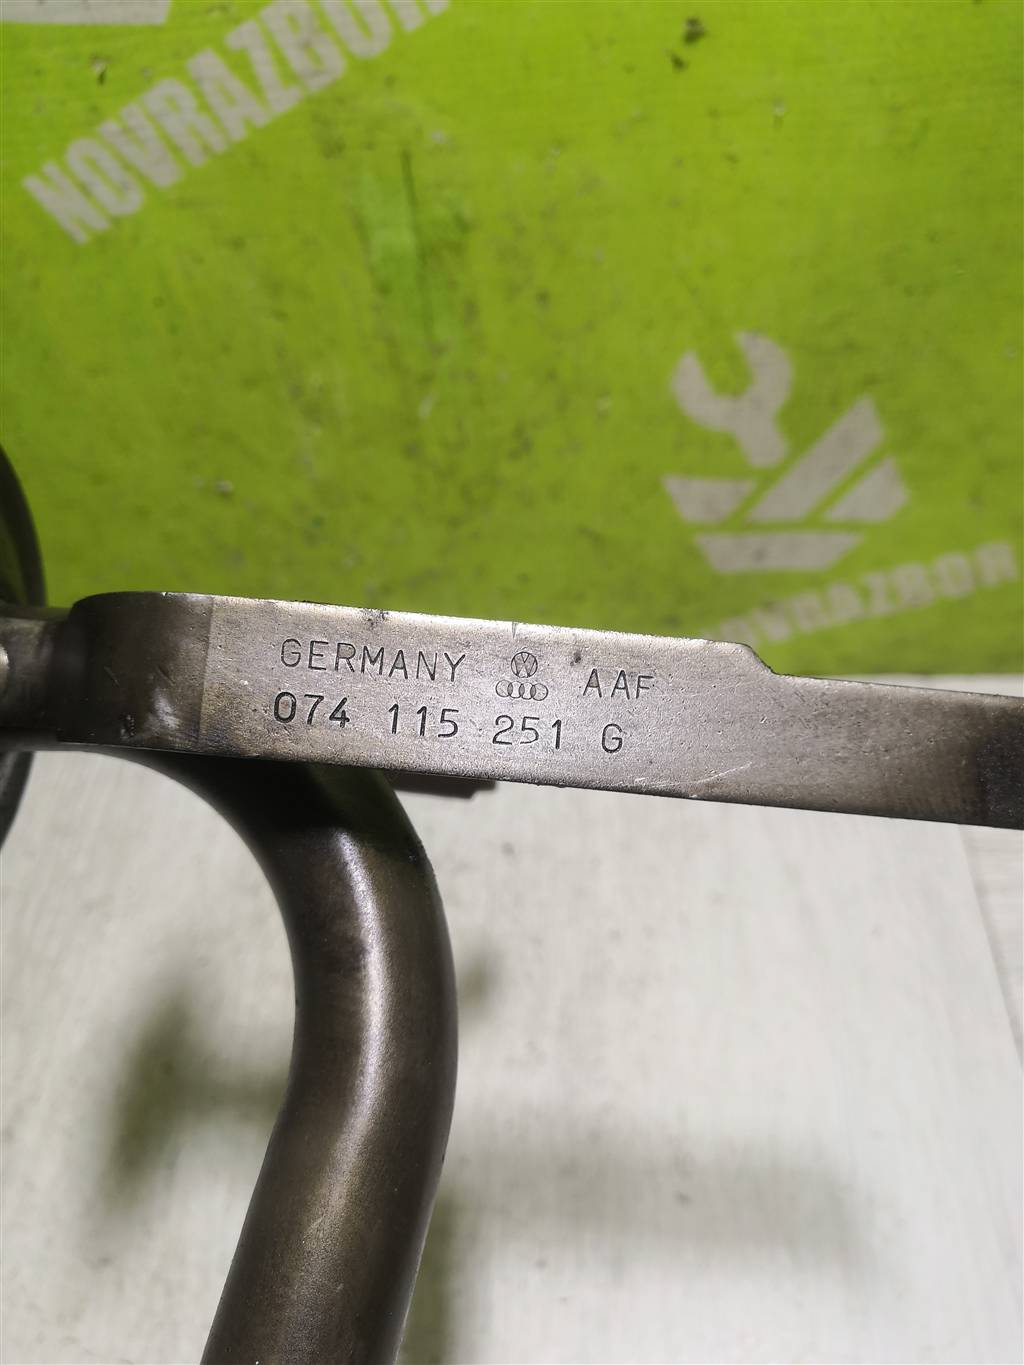 NOVRAZBOR
NOVRAZBOR
GERMANY AAF
074 115 251 G